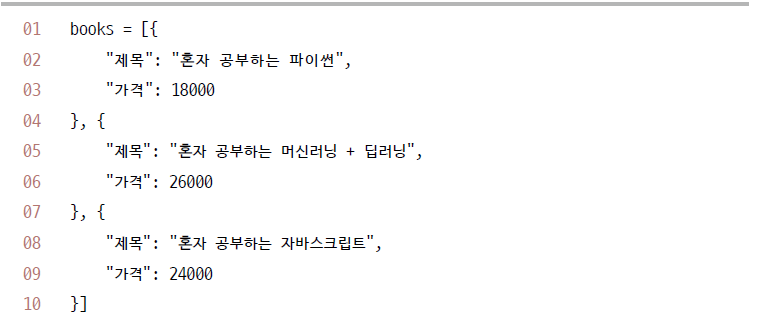 01 books = [{
02 "제목": "혼자 공부하는 파이썬",
03 "가격": 18000
04 }, {
05 "제목": "혼자 공부하는 머신러닝 + 딥러닝",
06 "가격": 26000
07 }, {
08 "제목": "혼자 공부하는 자바스크립트",
09 "가격": 24000
10 }]